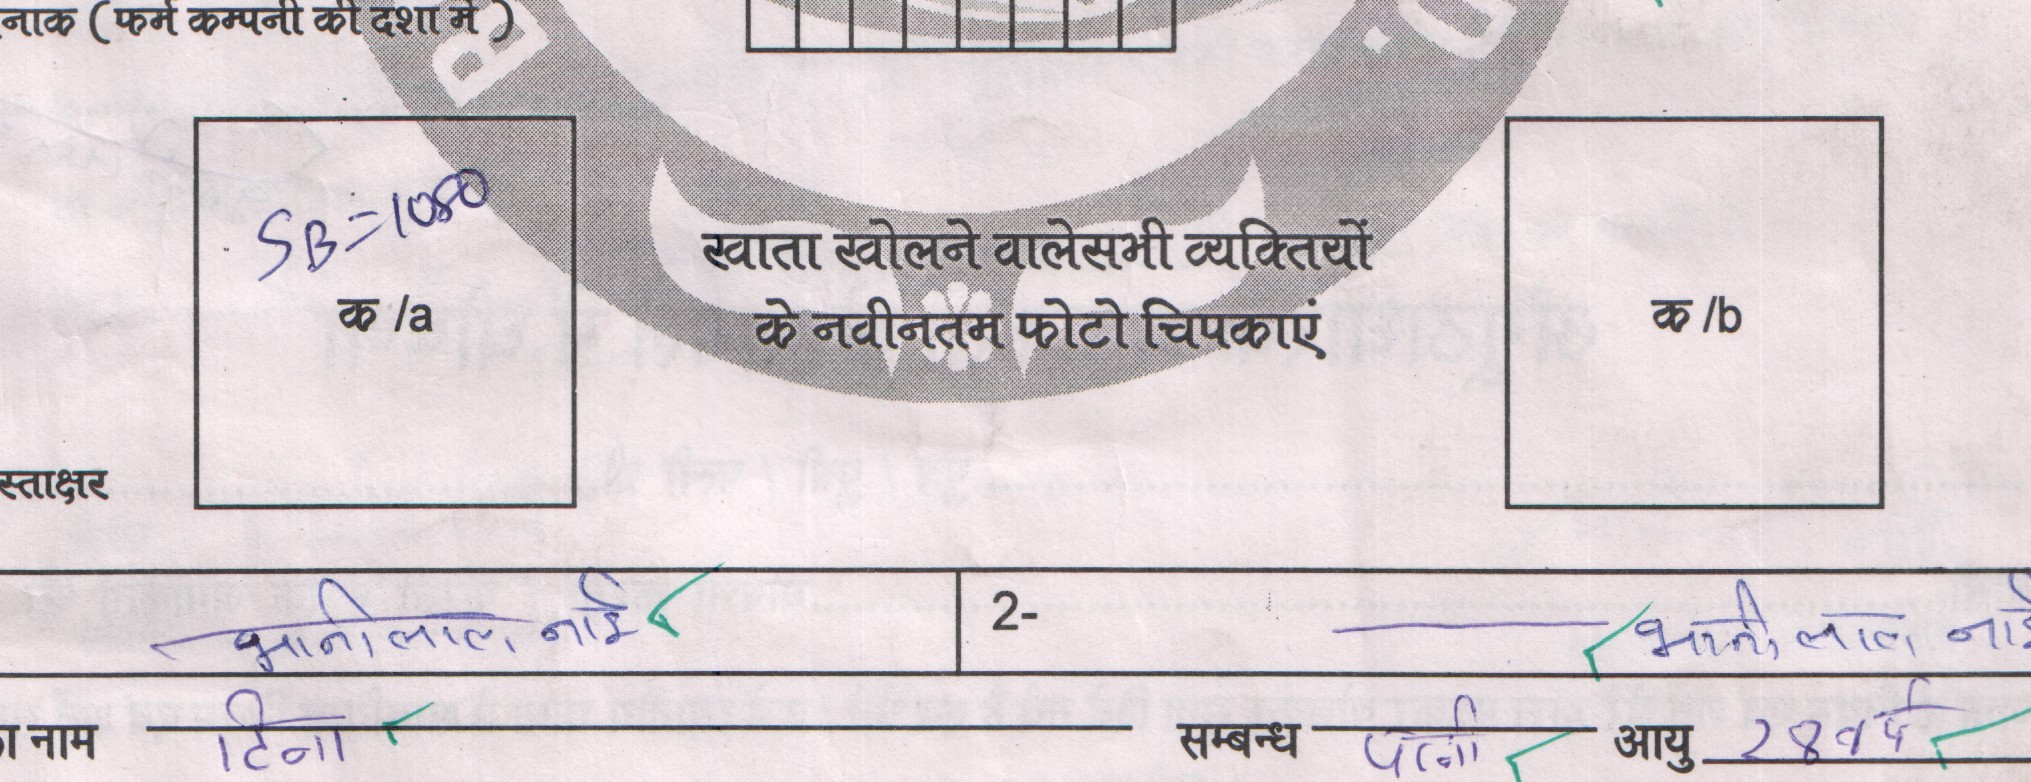 नाक ( फर्म कम्पनी की दशा में )
SB=1080
क /a
खाता खोलने वालेसभी व्यक्तियों
के नवीनतम फोटो चिपकाएं
क /b
स्ताक्षर
भानीलाल नाई
2-
भानीलाल नाई
ा नाम टिना सम्बन्ध पत्नी आयु 28 वर्ष